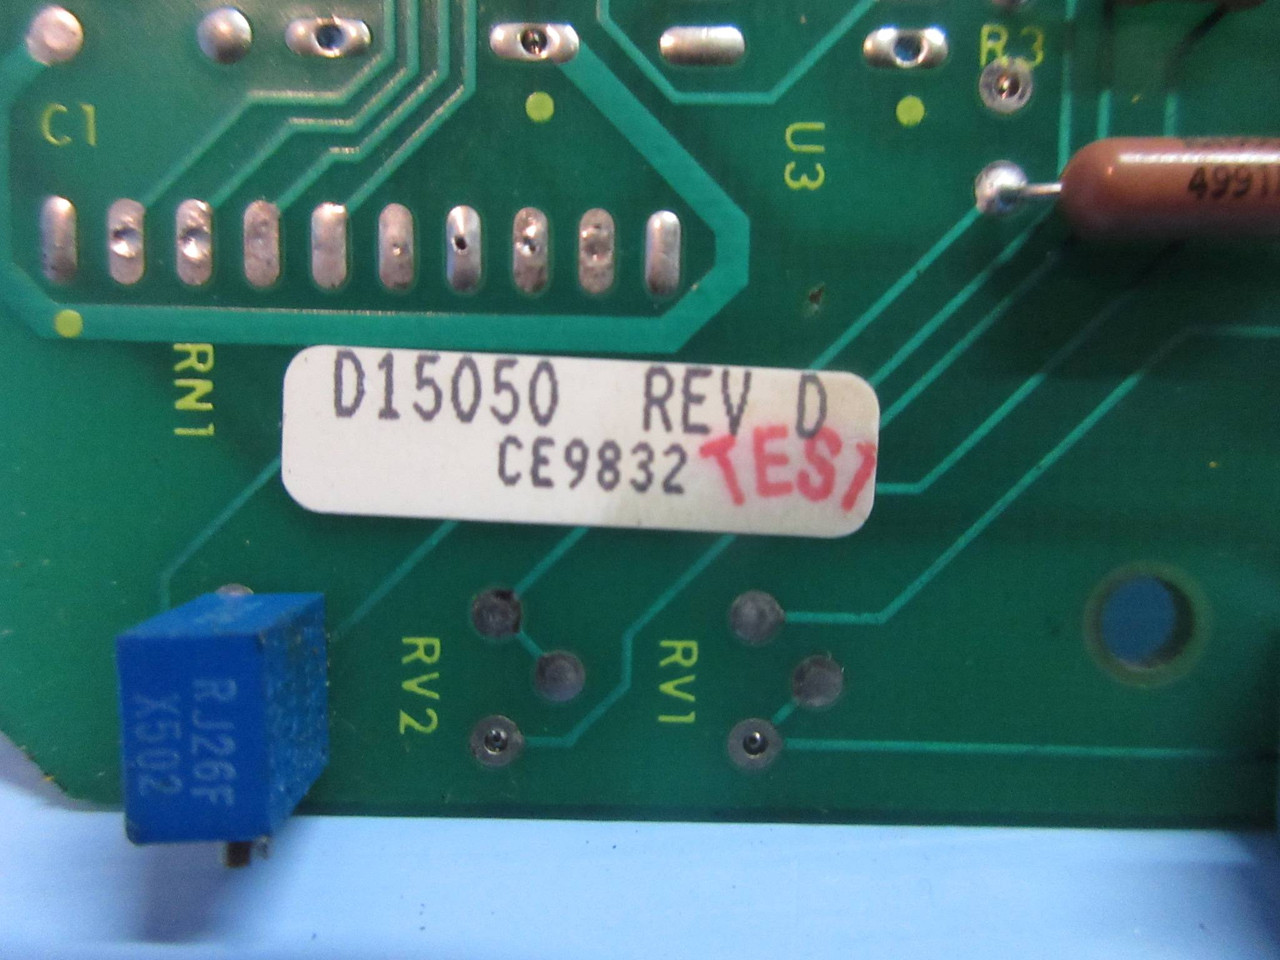 R3
C1
U3
4991
RN1
D15050 REV D
CE9832 TEST
RV2
RV1
RJ26F
X502